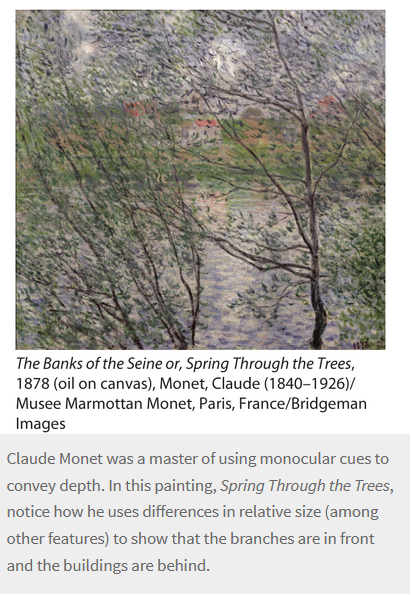 The Banks of the Seine or, Spring Through the Trees,
1878 (oil on canvas), Monet, Claude (1840–1926)/
Musee Marmottan Monet, Paris, France/Bridgeman
Images
Claude Monet was a master of using monocular cues to
convey depth. In this painting, Spring Through the Trees,
notice how he uses differences in relative size (among
other features) to show that the branches are in front
and the buildings are behind.